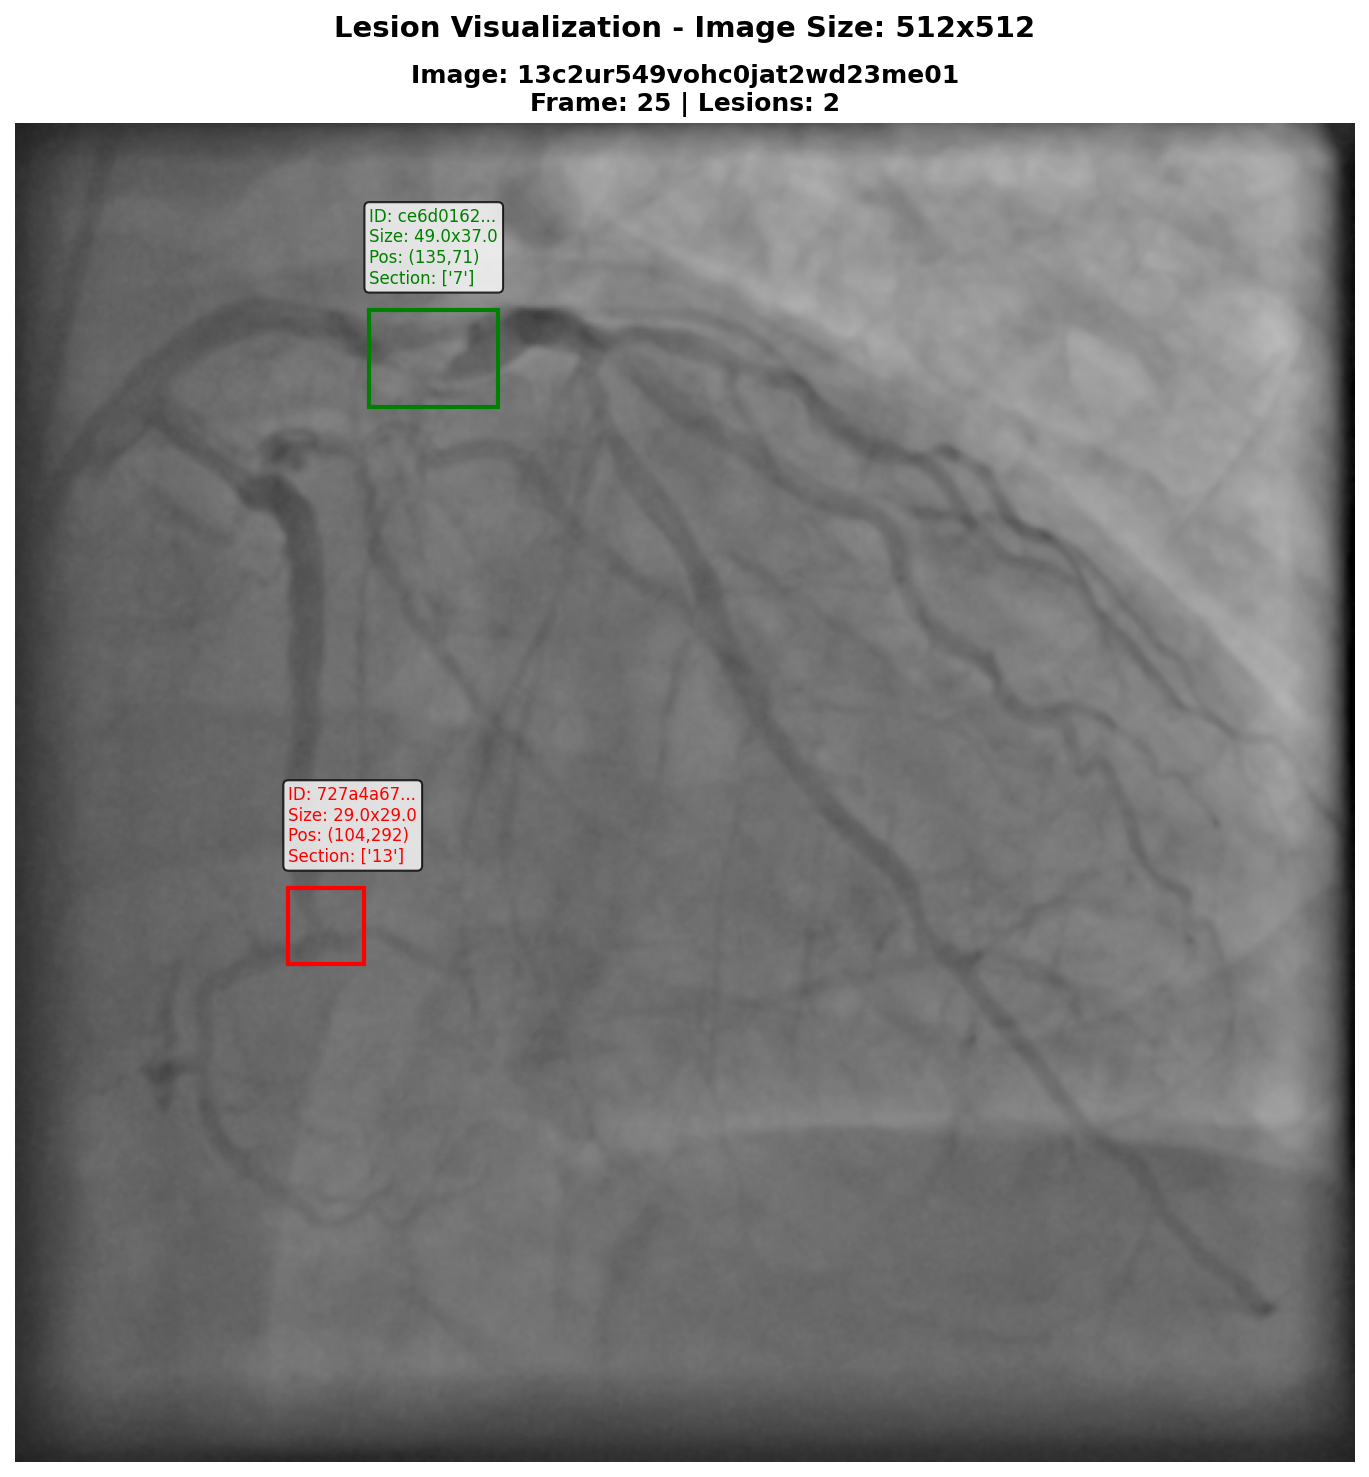 Lesion Visualization - Image Size: 512x512
Image: 13c2ur549vohc0jat2wd23me01
Frame: 25 | Lesions: 2
ID: ce6d0162...
Size: 49.0x37.0
Pos: (135,71)
Section: ['7']
ID: 727a4a67...
Size: 29.0x29.0
Pos: (104,292)
Section: ['13']